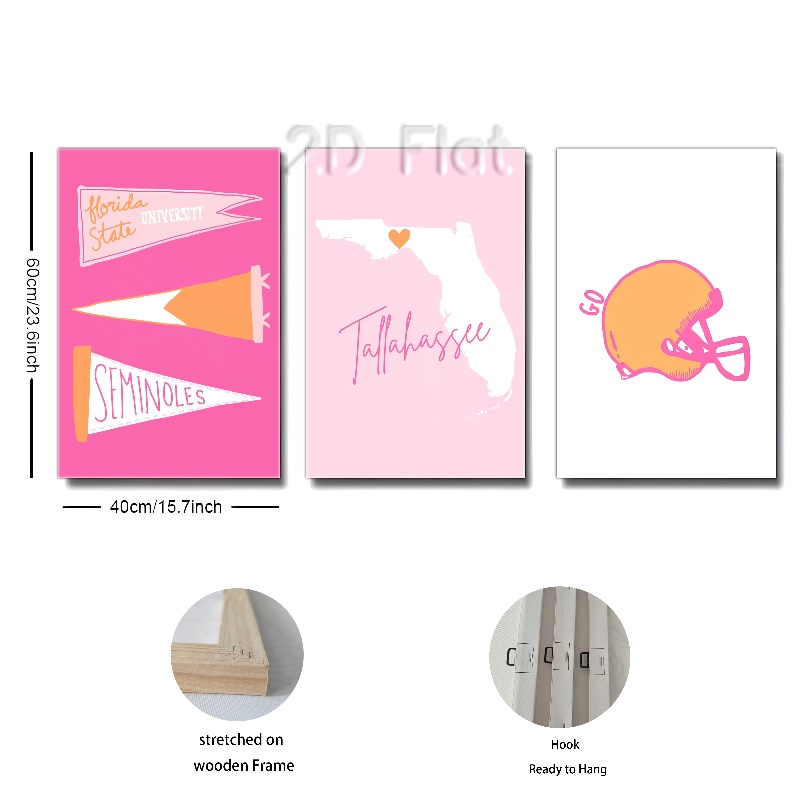 2D Flat
florida
State
UNIVERSITY
SEMINOLES
Tallahassee
GO
60cm/23.6inch
40cm/15.7inch
stretched on
wooden Frame
Hook
Ready to Hang